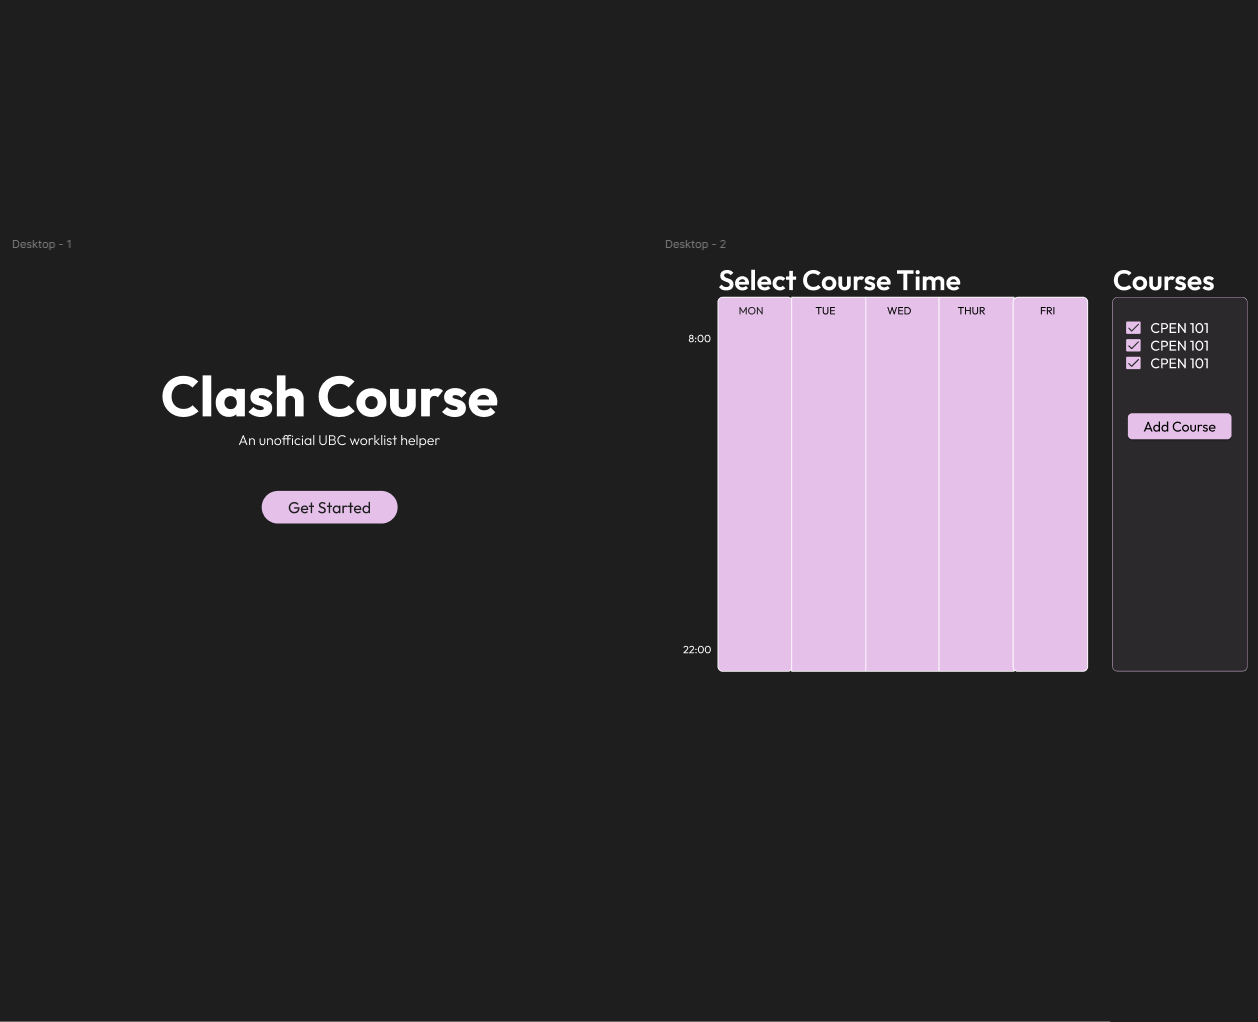 Desktop - 1
Clash Course
An unofficial UBC worklist helper
Get Started
Desktop - 2
Select Course Time
MON TUE WED THUR FRI
8:00
22:00
Courses
CPEN 101
CPEN 101
CPEN 101
Add Course